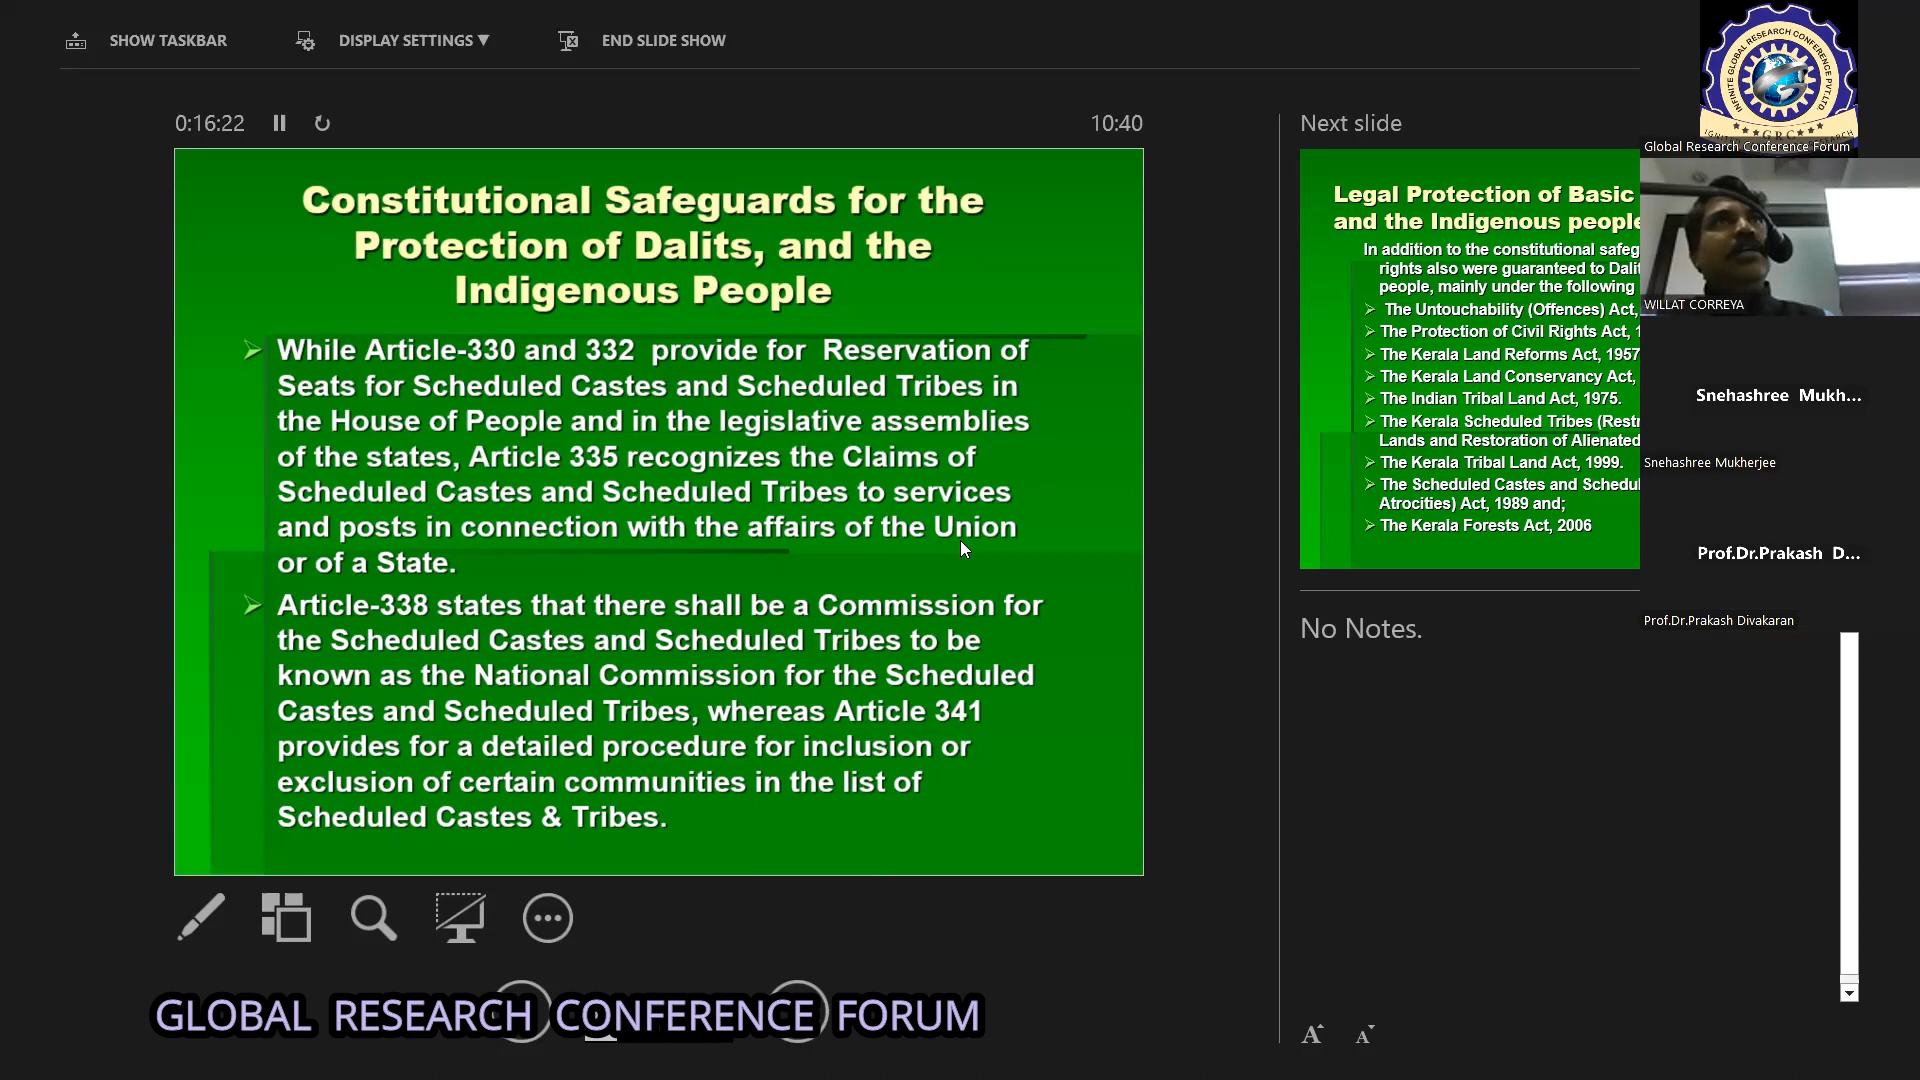 SHOW TASKBAR
DISPLAY SETTINGS ▼
END SLIDE SHOW
0:16:22
10:40
Constitutional Safeguards for the
Protection of Dalits, and the
Indigenous People
➢ While Article-330 and 332 provide for Reservation of
Seats for Scheduled Castes and Scheduled Tribes in
the House of People and in the legislative assemblies
of the states, Article 335 recognizes the Claims of
Scheduled Castes and Scheduled Tribes to services
and posts in connection with the affairs of the Union
or of a State.
➢ Article-338 states that there shall be a Commission for
the Scheduled Castes and Scheduled Tribes to be
known as the National Commission for the Scheduled
Castes and Scheduled Tribes, whereas Article 341
provides for a detailed procedure for inclusion or
exclusion of certain communities in the list of
Scheduled Castes & Tribes.
GLOBAL RESEARCH CONFERENCE FORUM
Next slide
Legal Protection of Basic
and the Indigenous people
In addition to the constitutional safeg
rights also were guaranteed to Dalit
people, mainly under the following
➢ The Untouchability (Offences) Act,
➢ The Protection of Civil Rights Act, 1
➢ The Kerala Land Reforms Act, 1957
➢ The Kerala Land Conservancy Act,
➢ The Indian Tribal Land Act, 1975.
➢ The Kerala Scheduled Tribes (Restr
Lands and Restoration of Alienated
➢ The Kerala Tribal Land Act, 1999.
➢ The Scheduled Castes and Schedul
Atrocities) Act, 1989 and;
➢ The Kerala Forests Act, 2006
No Notes.
A A
INFINITE GLOBAL RESEARCH CONFERENCE PVT.LTD.
GRC
Global Research Conference Forum
WILLAT CORREYA
Snehashree Mukh...
Snehashree Mukherjee
Prof.Dr.Prakash D...
Prof.Dr.Prakash Divakaran